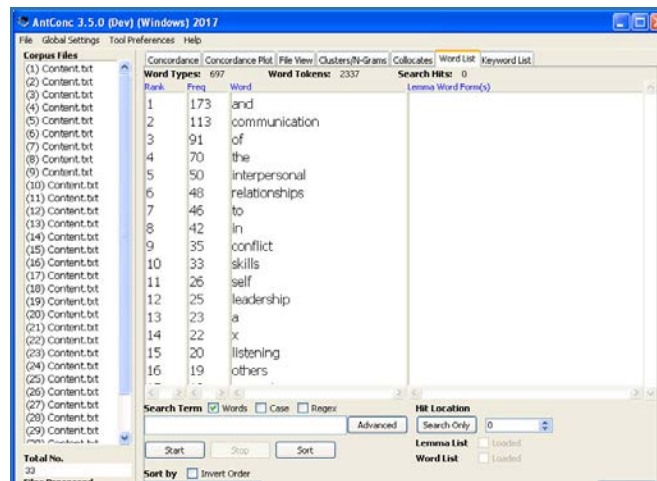 AntConc 3.5.0 (Dev) (Windows) 2017
File Global Settings Tool Preferences Help
Corpus Files
(1) Content.txt
(2) Content.txt
(3) Content.txt
(4) Content.txt
(5) Content.txt
(6) Content.txt
(7) Content.txt
(8) Content.txt
(9) Content.txt
(10) Content.txt
(11) Content.txt
(12) Content.txt
(13) Content.txt
(14) Content.txt
(15) Content.txt
(16) Content.txt
(17) Content.txt
(18) Content.txt
(19) Content.txt
(20) Content.txt
(21) Content.txt
(22) Content.txt
(23) Content.txt
(24) Content.txt
(25) Content.txt
(26) Content.txt
(27) Content.txt
(28) Content.txt
(29) Content.txt
Total No.
33
Files Processed
Concordance Concordance Plot File View Clusters/N-Grams Collocates Word List Keyword List
Word Types: 697 Word Tokens: 2337 Search Hits: 0
Rank Freq Word Lemma Word Form(s)
1 173 and
2 113 communication
3 91 of
4 70 the
5 50 interpersonal
6 48 relationships
7 46 to
8 42 in
9 35 conflict
10 33 skills
11 26 self
12 25 leadership
13 23 a
14 22 x
15 20 listening
16 19 others
Search Term Words Case Regex Hit Location
Advanced Search Only 0
Start Stop Sort Lemma List Loaded
Word List Loaded
Sort by Invert Order